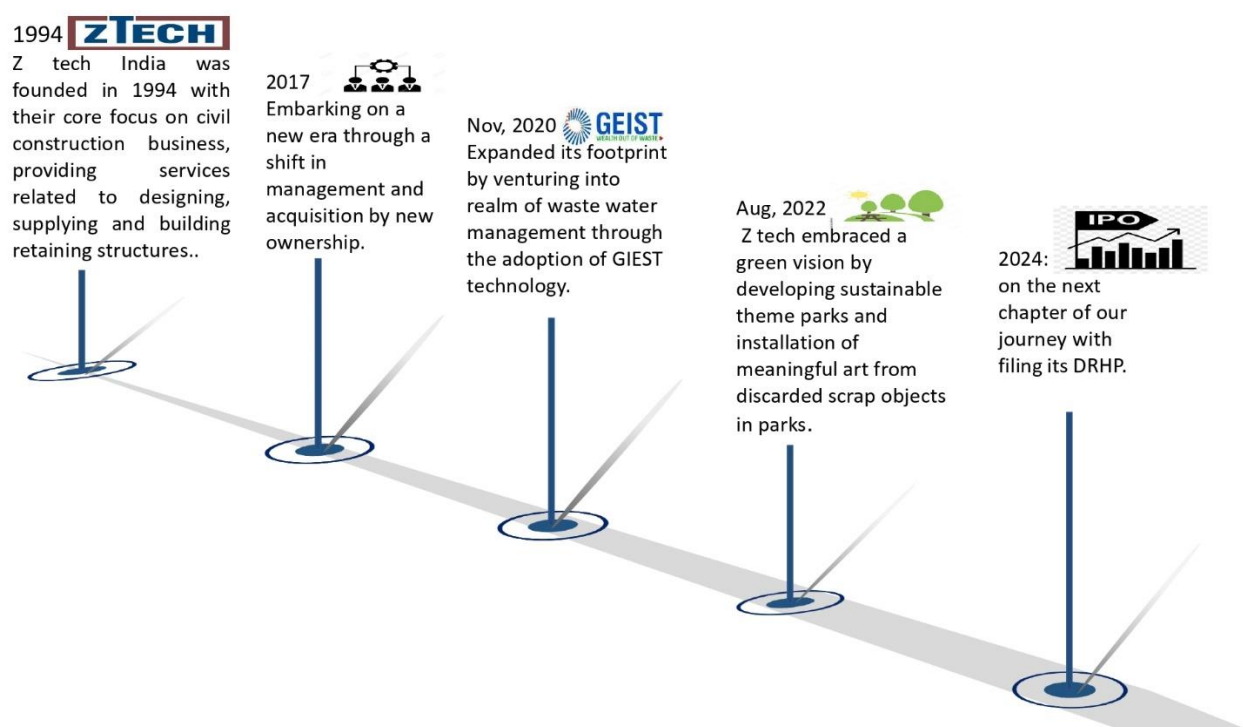 1994 ZTECH
Z tech India was
founded in 1994 with
their core focus on civil
construction business,
providing services
related to designing,
supplying and building
retaining structures..
2017
Embarking on a
new era through a
shift in
management and
acquisition by new
ownership.
Nov, 2020 GEIST
WEALTH OUT OF WASTE
Expanded its footprint
by venturing into
realm of waste water
management through
the adoption of GIEST
technology.
Aug, 2022
Z tech embraced a
green vision by
developing sustainable
theme parks and
installation of
meaningful art from
discarded scrap objects
in parks.
IPO
2024:
on the next
chapter of our
journey with
filing its DRHP.